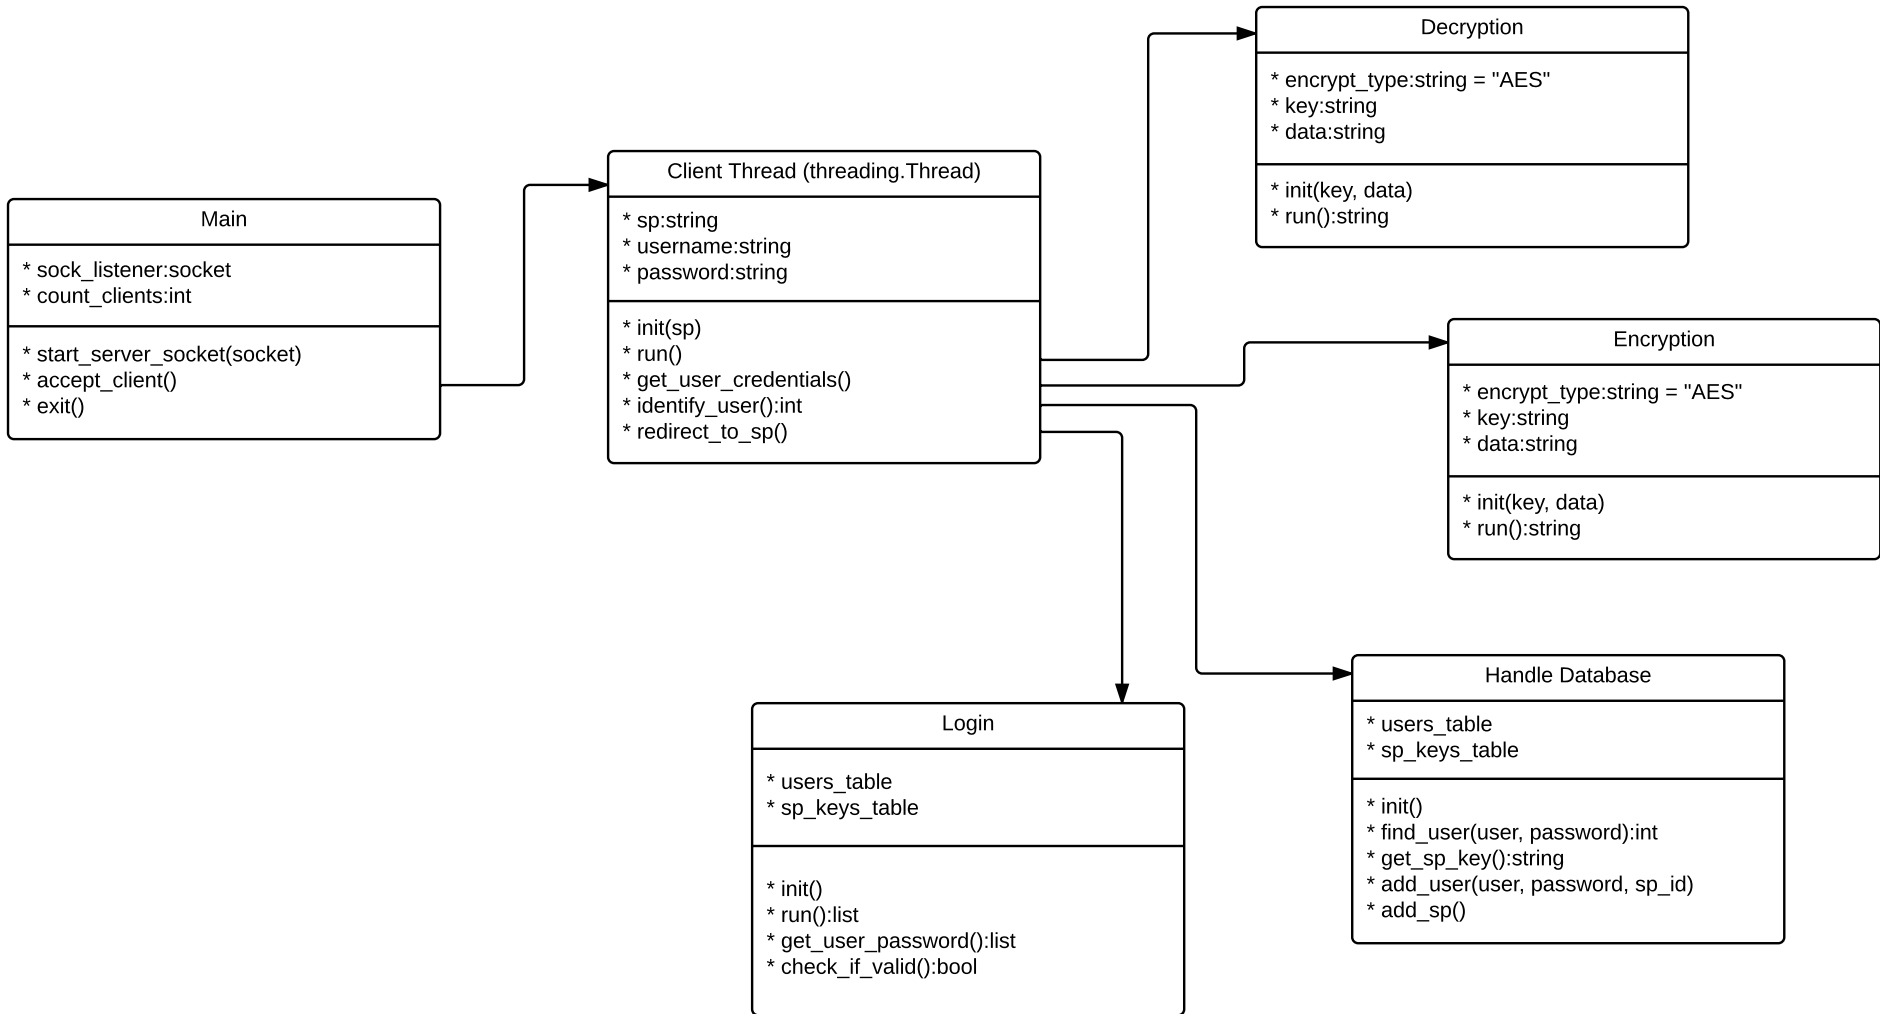 Main
* sock_listener:socket
* count_clients:int
* start_server_socket(socket)
* accept_client()
* exit()
Client Thread (threading.Thread)
* sp:string
* username:string
* password:string
* init(sp)
* run()
* get_user_credentials()
* identify_user():int
* redirect_to_sp()
Decryption
* encrypt_type:string = "AES"
* key:string
* data:string
* init(key, data)
* run():string
Encryption
* encrypt_type:string = "AES"
* key:string
* data:string
* init(key, data)
* run():string
Login
* users_table
* sp_keys_table
* init()
* run():list
* get_user_password():list
* check_if_valid():bool
Handle Database
* users_table
* sp_keys_table
* init()
* find_user(user, password):int
* get_sp_key():string
* add_user(user, password, sp_id)
* add_sp()